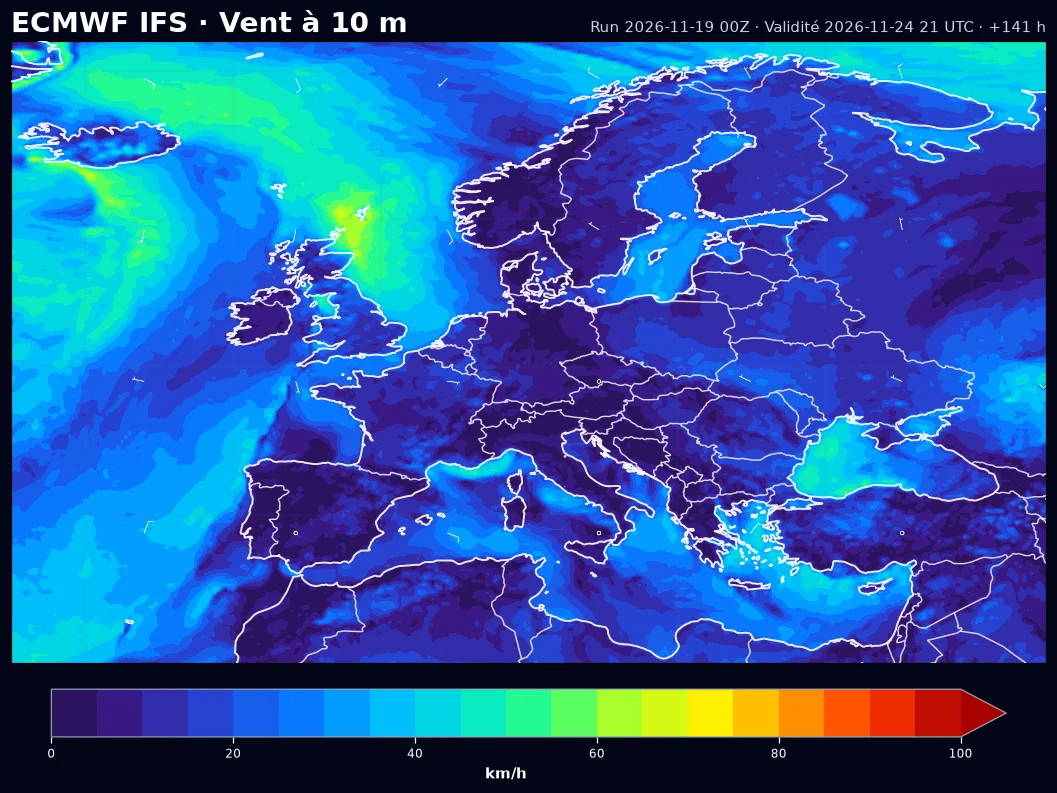 ECMWF IFS · Vent à 10 m
Run 2026-11-19 00Z · Validité 2026-11-24 21 UTC · +141 h
0 20 40 60 80 100
km/h